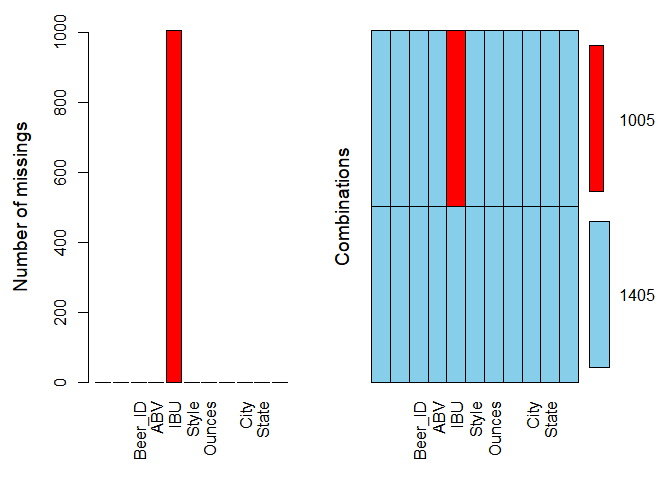 Number of missings
0
200
400
600
800
1000
Beer_ID
ABV
IBU
Style
Ounces
City
State
Combinations
Beer_ID
ABV
IBU
Style
Ounces
City
State
1005
1405